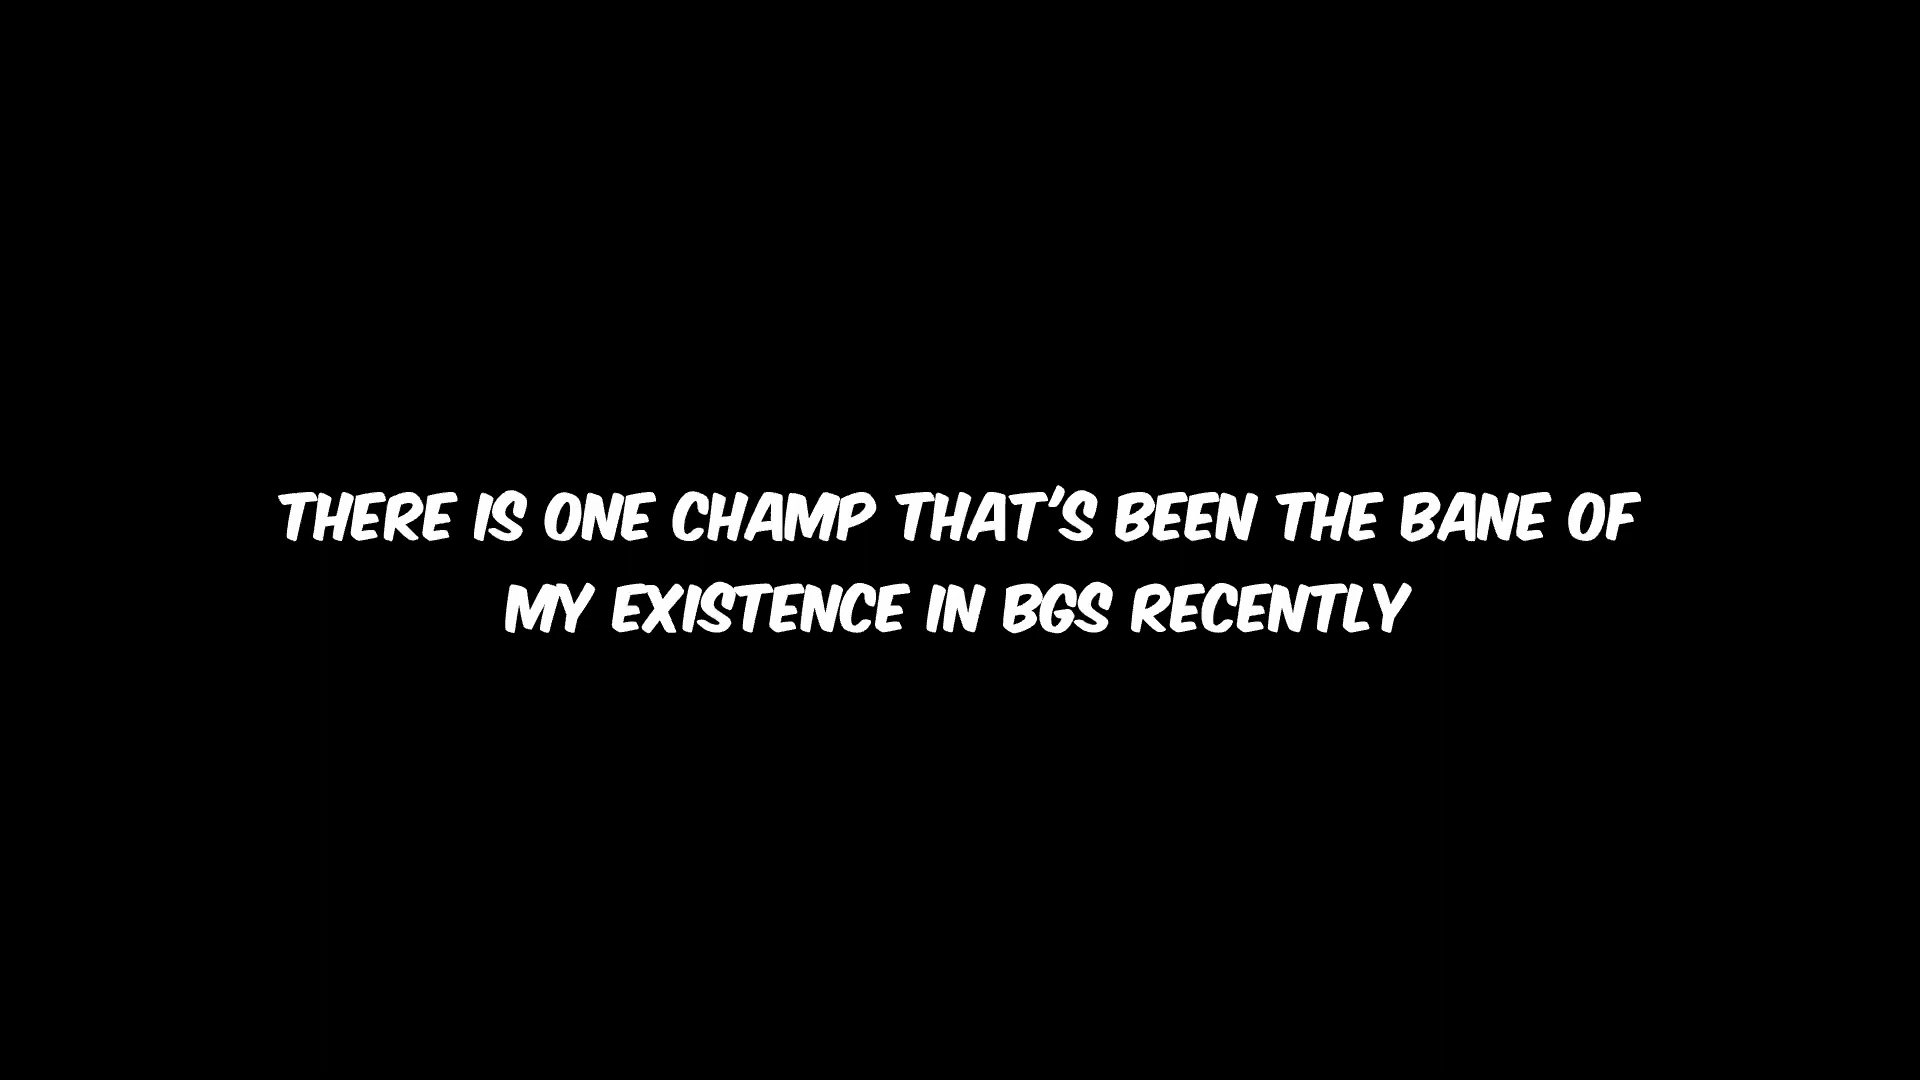 THERE IS ONE CHAMP THAT'S BEEN THE BANE OF
MY EXISTENCE IN BGS RECENTLY